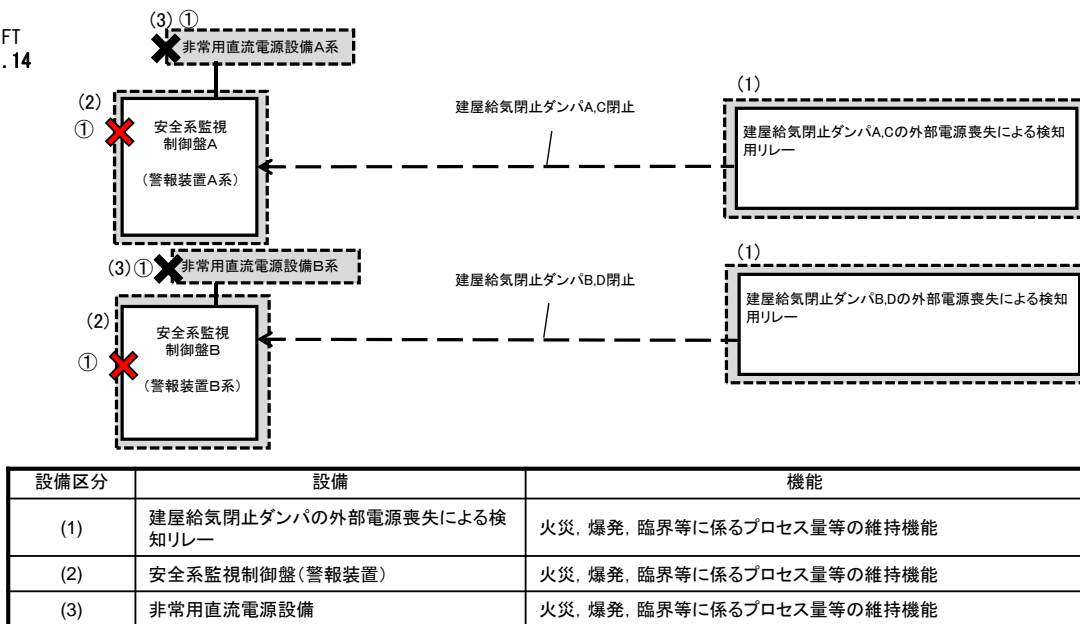 FT
.14
(3) ①
非常用直流電源設備A系
(2)
①
安全系監視
制御盤A
(警報装置A系)
建屋給気閉止ダンパA,C閉止
(1)
建屋給気閉止ダンパA,Cの外部電源喪失による検知
用リレー
(3)①
非常用直流電源設備B系
(2)
①
安全系監視
制御盤B
(警報装置B系)
建屋給気閉止ダンパB,D閉止
(1)
建屋給気閉止ダンパB,Dの外部電源喪失による検知
用リレー
設備区分 設備 機能
(1) 建屋給気閉止ダンパの外部電源喪失による検
知リレー 火災，爆発，臨界等に係るプロセス量等の維持機能
(2) 安全系監視制御盤(警報装置) 火災，爆発，臨界等に係るプロセス量等の維持機能
(3) 非常用直流電源設備 火災，爆発，臨界等に係るプロセス量等の維持機能